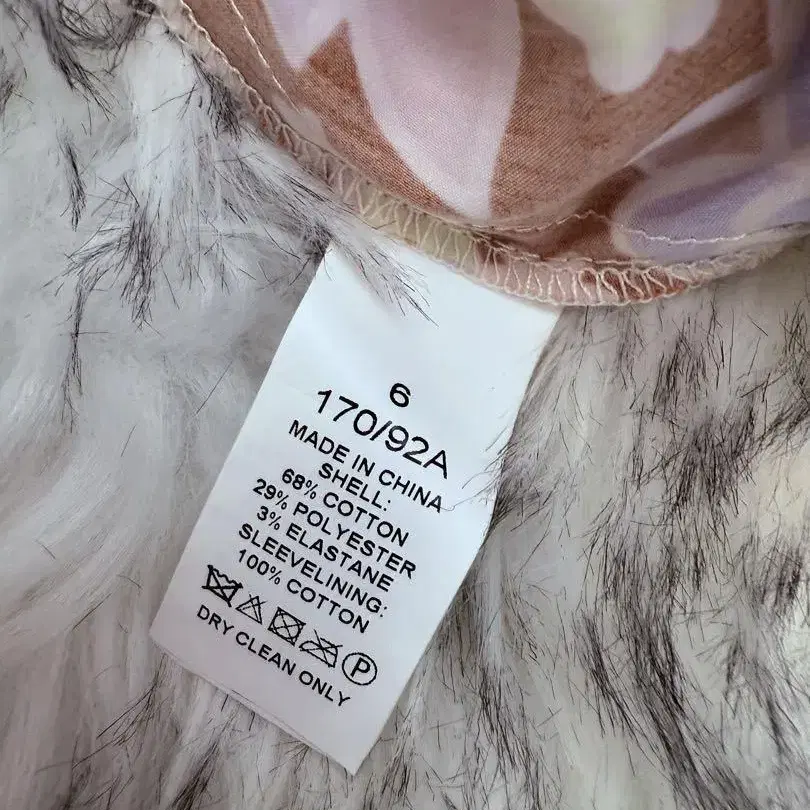 6
170/92A
MADE IN CHINA
SHELL:
68% COTTON
29% POLYESTER
3% ELASTANE
SLEEVELINING:
100% COTTON
P
DRY CLEAN ONLY